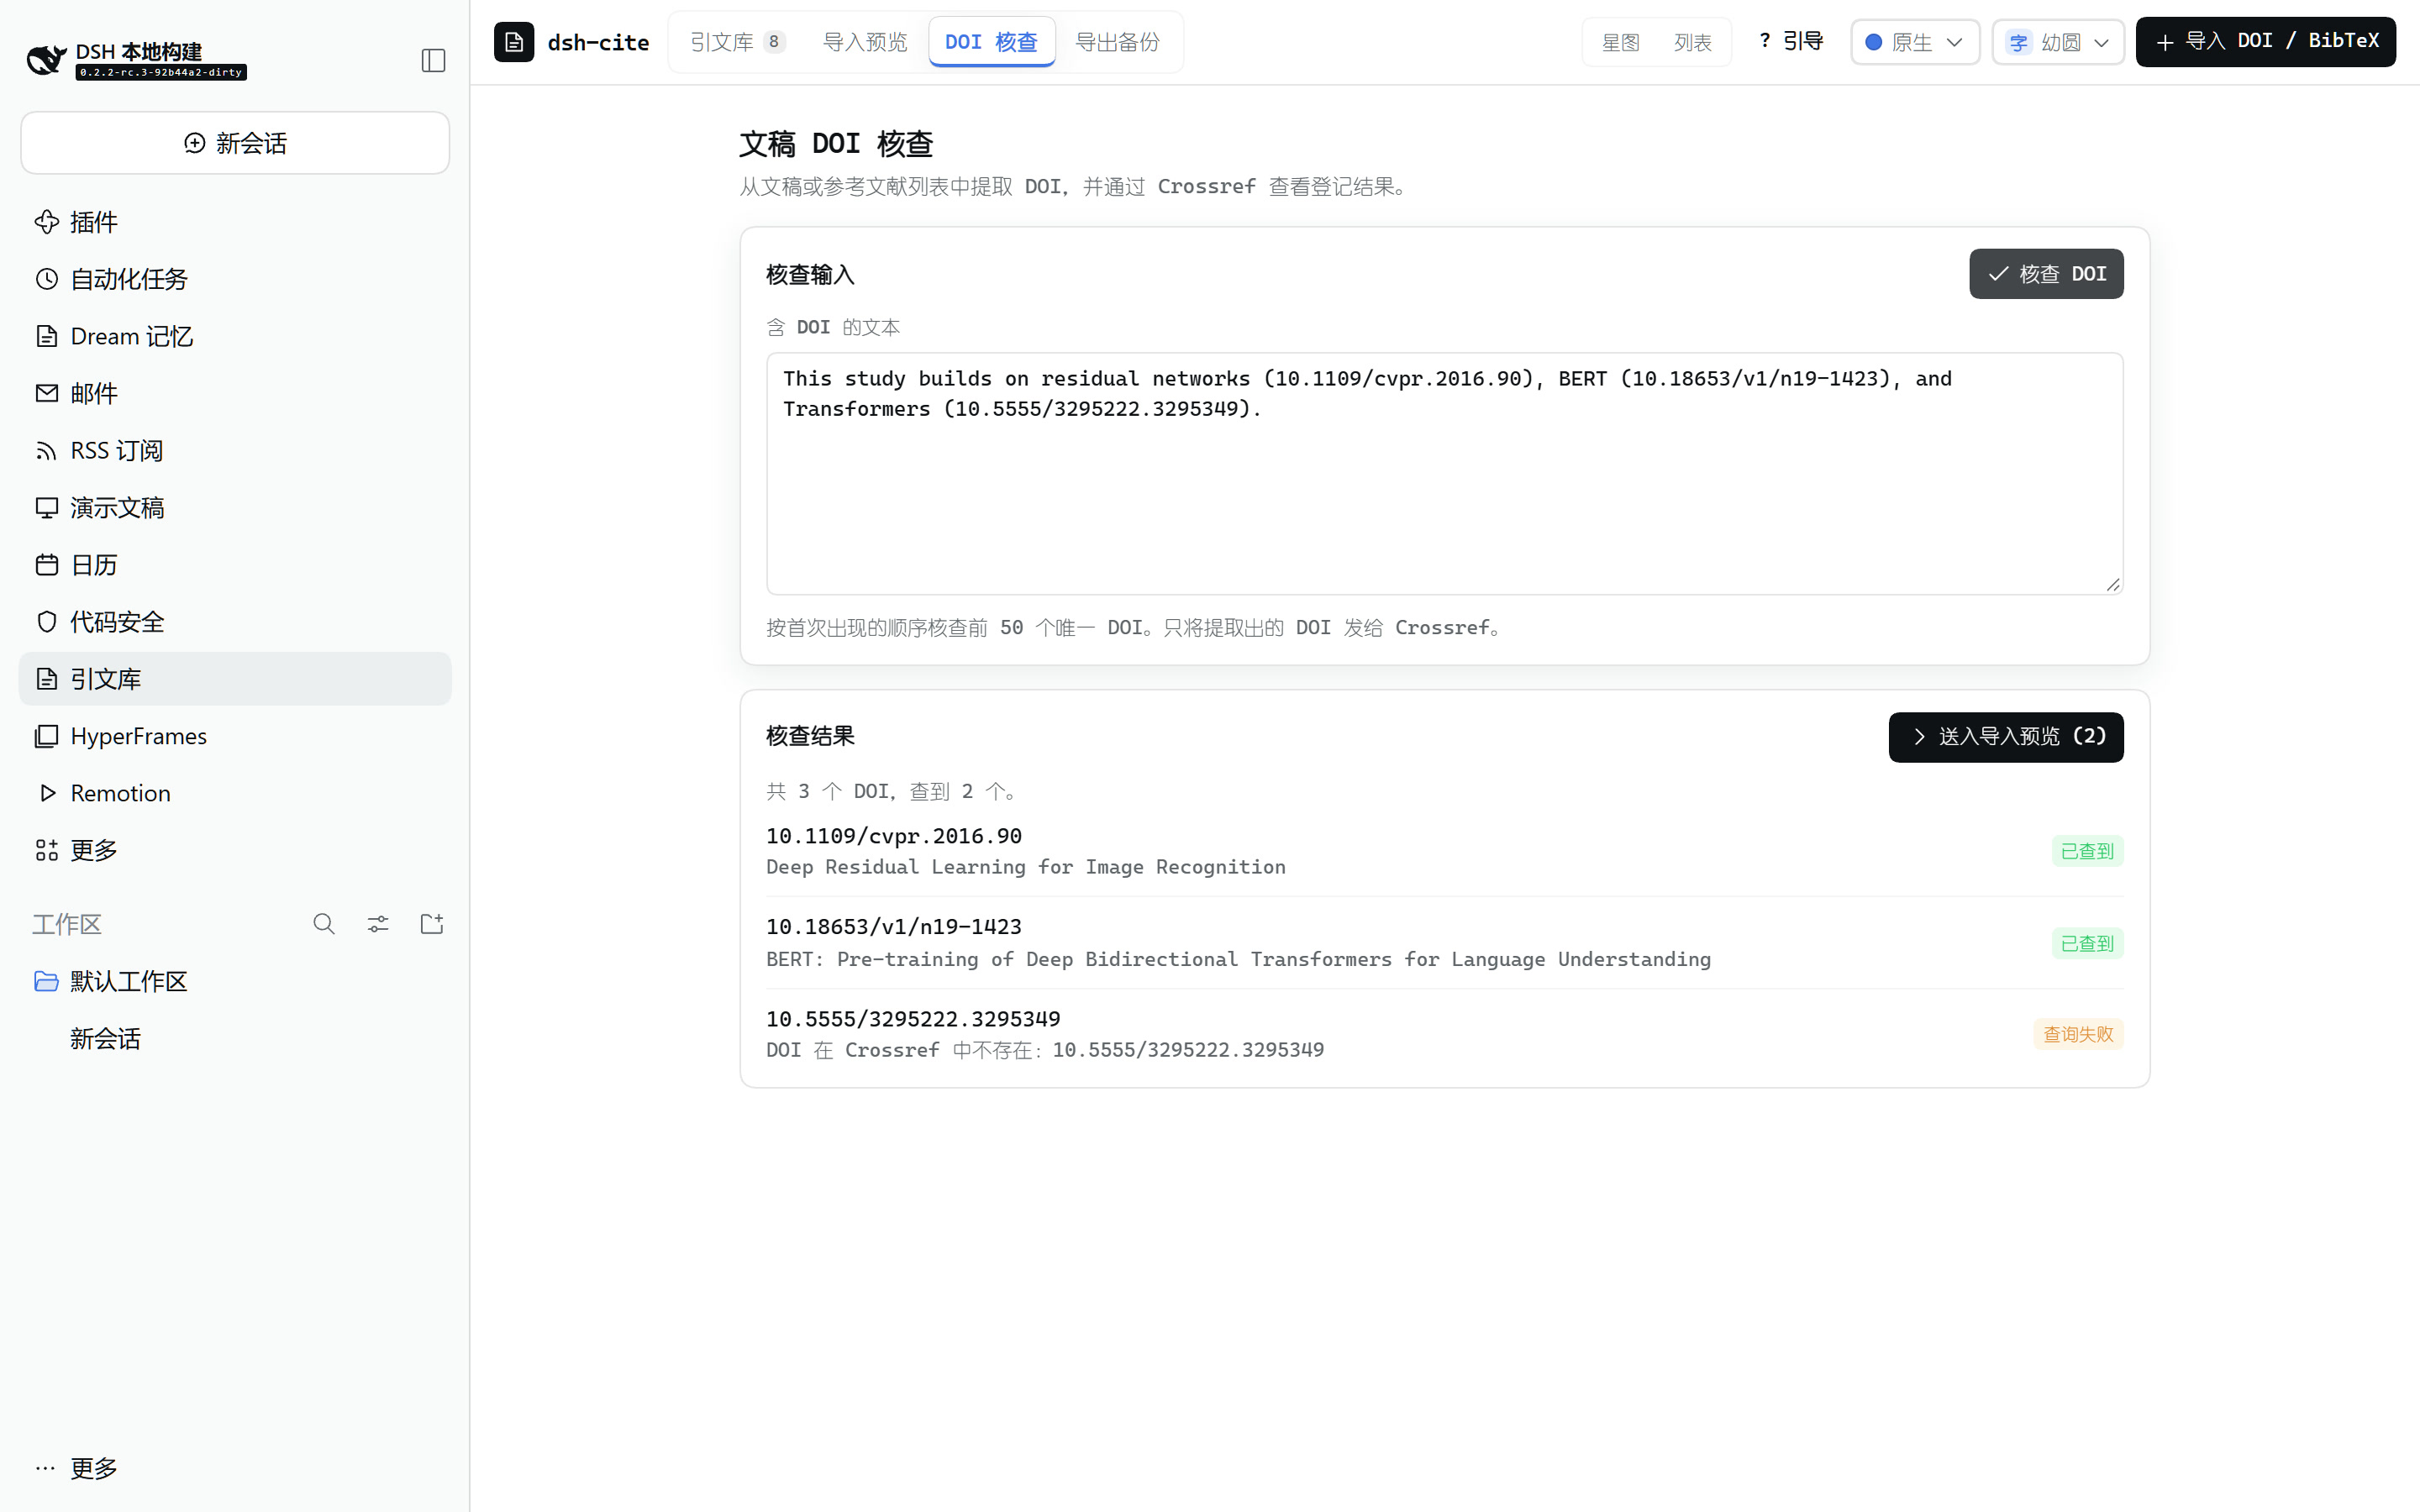 DSH 本地构建
0.2.2-rc.3-92b44a2-dirty
新会话
插件
自动化任务
Dream 记忆
邮件
RSS 订阅
演示文稿
日历
代码安全
引文库
HyperFrames
Remotion
更多
工作区
默认工作区
新会话
更多
dsh-cite
引文库 8
导入预览
DOI 核查
导出备份
星图
列表
? 引导
原生
字 幼圆
导入 DOI / BibTeX
文稿 DOI 核查
从文稿或参考文献列表中提取 DOI，并通过 Crossref 查看登记结果。
核查输入
核查 DOI
含 DOI 的文本
This study builds on residual networks (10.1109/cvpr.2016.90), BERT (10.18653/v1/n19-1423), and
Transformers (10.5555/3295222.3295349).
按首次出现的顺序核查前 50 个唯一 DOI。只将提取出的 DOI 发给 Crossref。
核查结果
送入导入预览 (2)
共 3 个 DOI，查到 2 个。
10.1109/cvpr.2016.90
Deep Residual Learning for Image Recognition
已查到
10.18653/v1/n19-1423
BERT: Pre-training of Deep Bidirectional Transformers for Language Understanding
已查到
10.5555/3295222.3295349
DOI 在 Crossref 中不存在：10.5555/3295222.3295349
查询失败